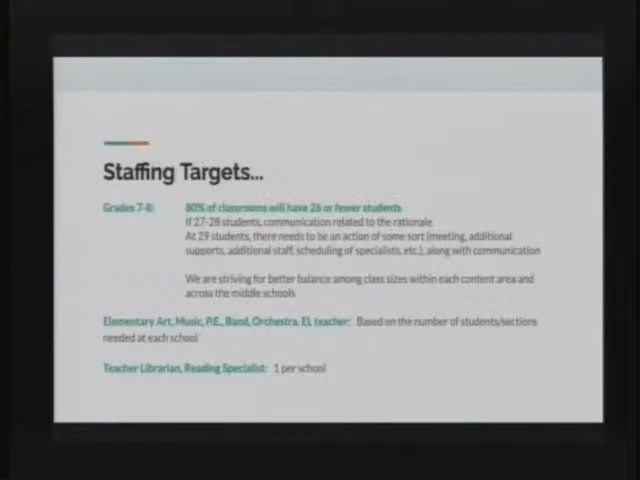 Staffing Targets...
Grades 7-8: 80% of classrooms will have 26 or fewer students
If 27-28 students, communication related to the rationale
At 29 students, there needs to be an action of some sort (meeting, additional
supports, additional staff, scheduling of specialists, etc.), along with communication
We are striving for better balance among class sizes within each content area and
across the middle schools
Elementary Art, Music, P.E., Band, Orchestra, EL teacher: Based on the number of students/sections
needed at each school
Teacher Librarian, Reading Specialist: 1 per school